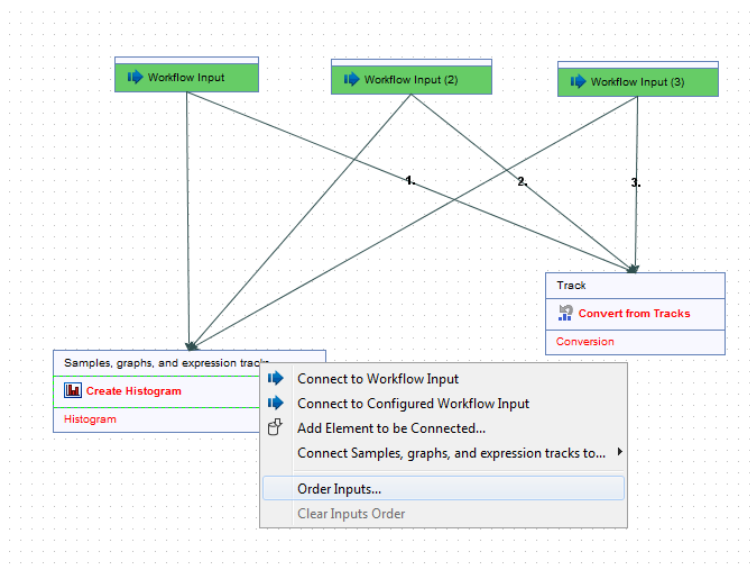 Workflow Input
Workflow Input (2)
Workflow Input (3)
1.
2.
3.
Track
Convert from Tracks
Conversion
Samples, graphs, and expression tracks
Create Histogram
Histogram
Connect to Workflow Input
Connect to Configured Workflow Input
Add Element to be Connected...
Connect Samples, graphs, and expression tracks to...
Order Inputs...
Clear Inputs Order